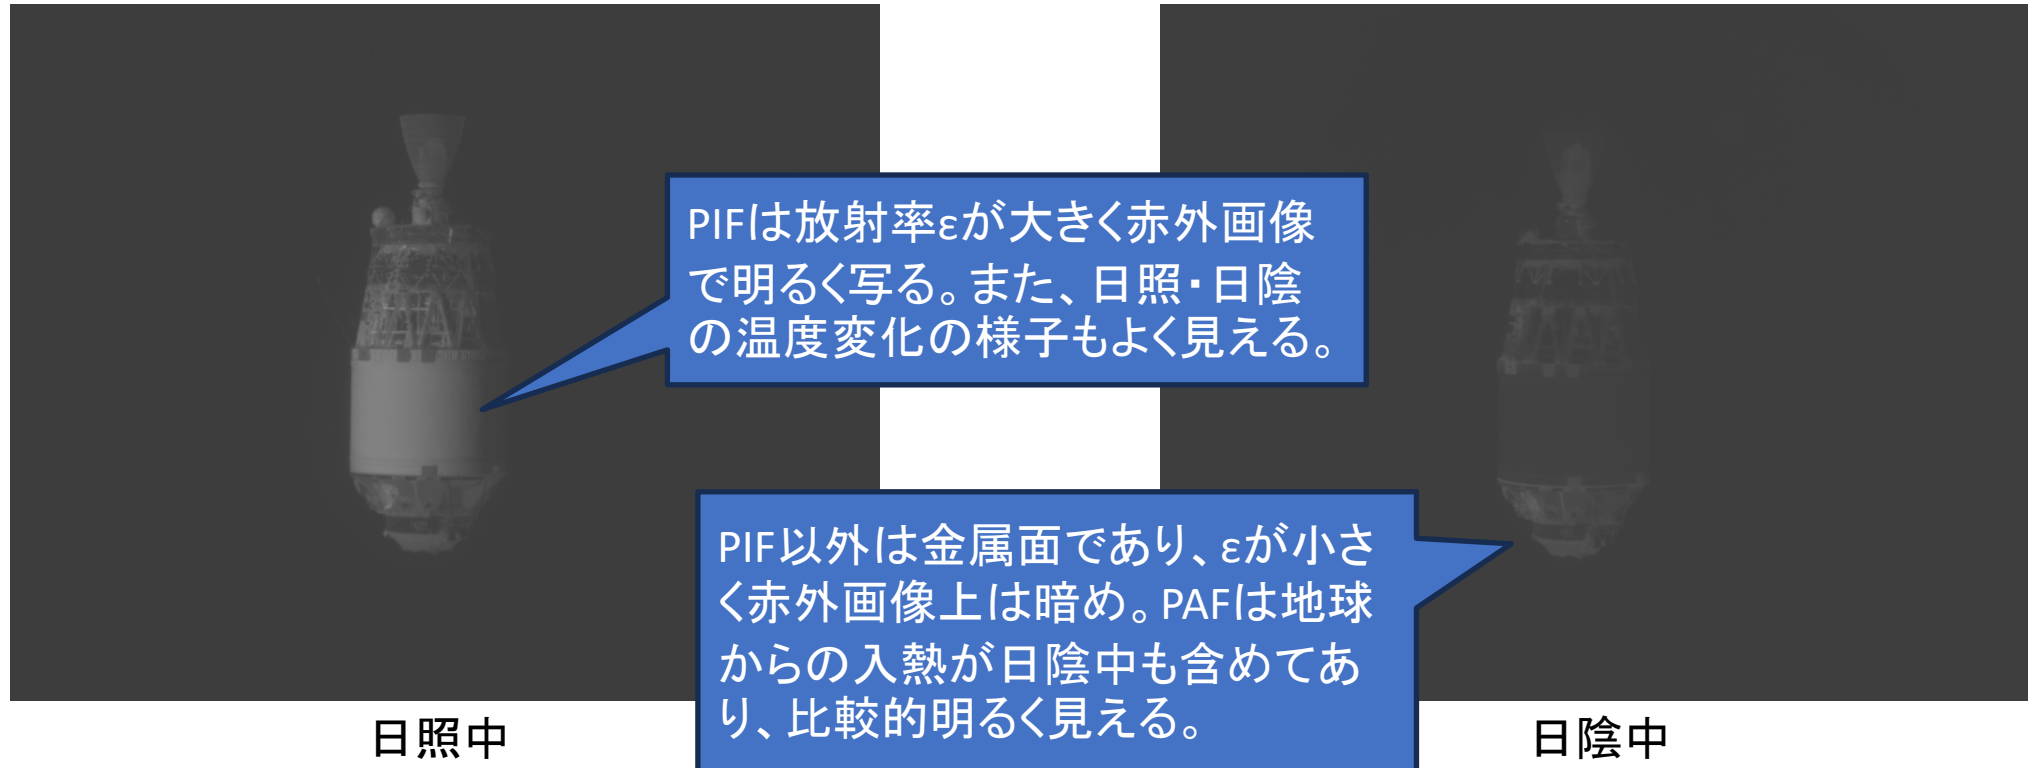 PIFは放射率εが大きく赤外画像
で明るく写る。また、日照・日陰
の温度変化の様子もよく見える。
PIF以外は金属面であり、εが小さ
く赤外画像上は暗め。PAFは地球
からの入熱が日陰中も含めてあ
り、比較的明るく見える。
日照中
日陰中